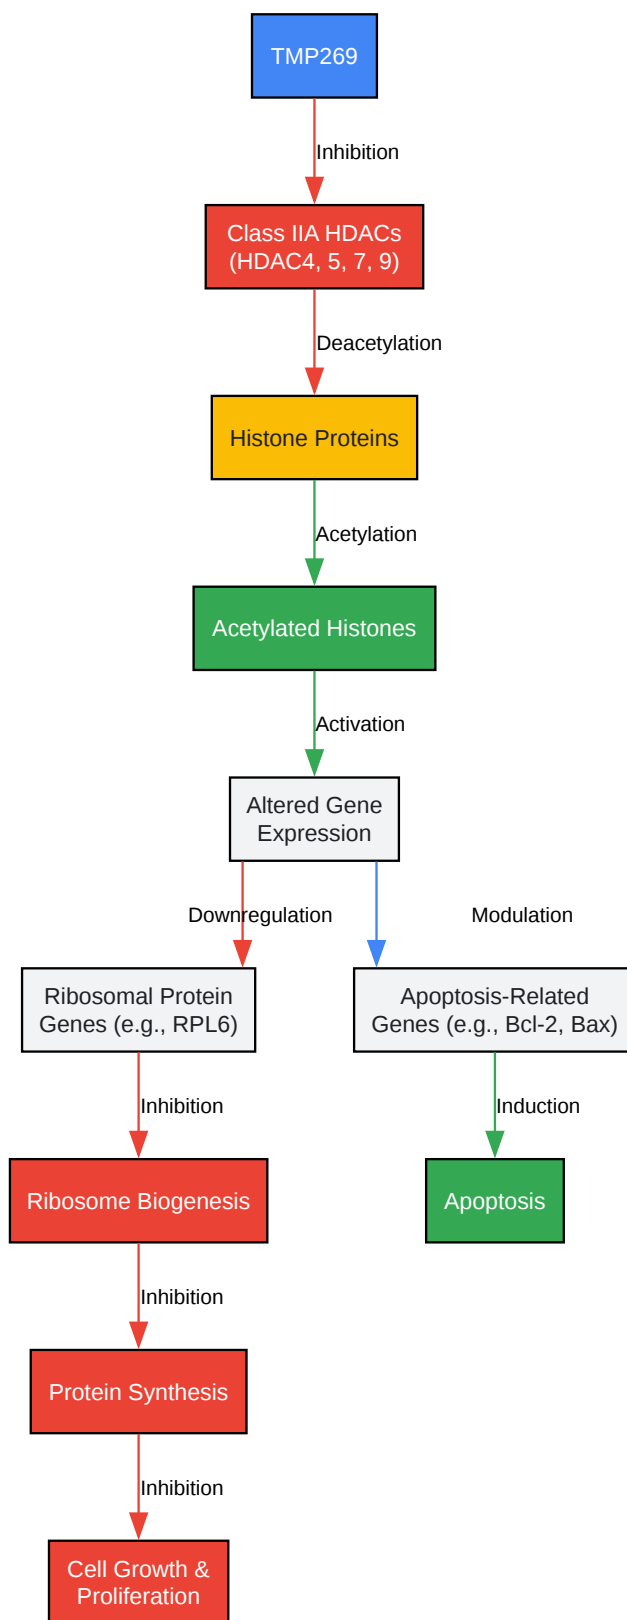 TMP269
Inhibition
Class IIA HDACs
(HDAC4, 5, 7, 9)
Deacetylation
Histone Proteins
Acetylation
Acetylated Histones
Activation
Altered Gene
Expression
Downregulation
Modulation
Ribosomal Protein
Genes (e.g., RPL6)
Apoptosis-Related
Genes (e.g., Bcl-2, Bax)
Inhibition
Induction
Ribosome Biogenesis
Apoptosis
Inhibition
Protein Synthesis
Inhibition
Cell Growth &
Proliferation